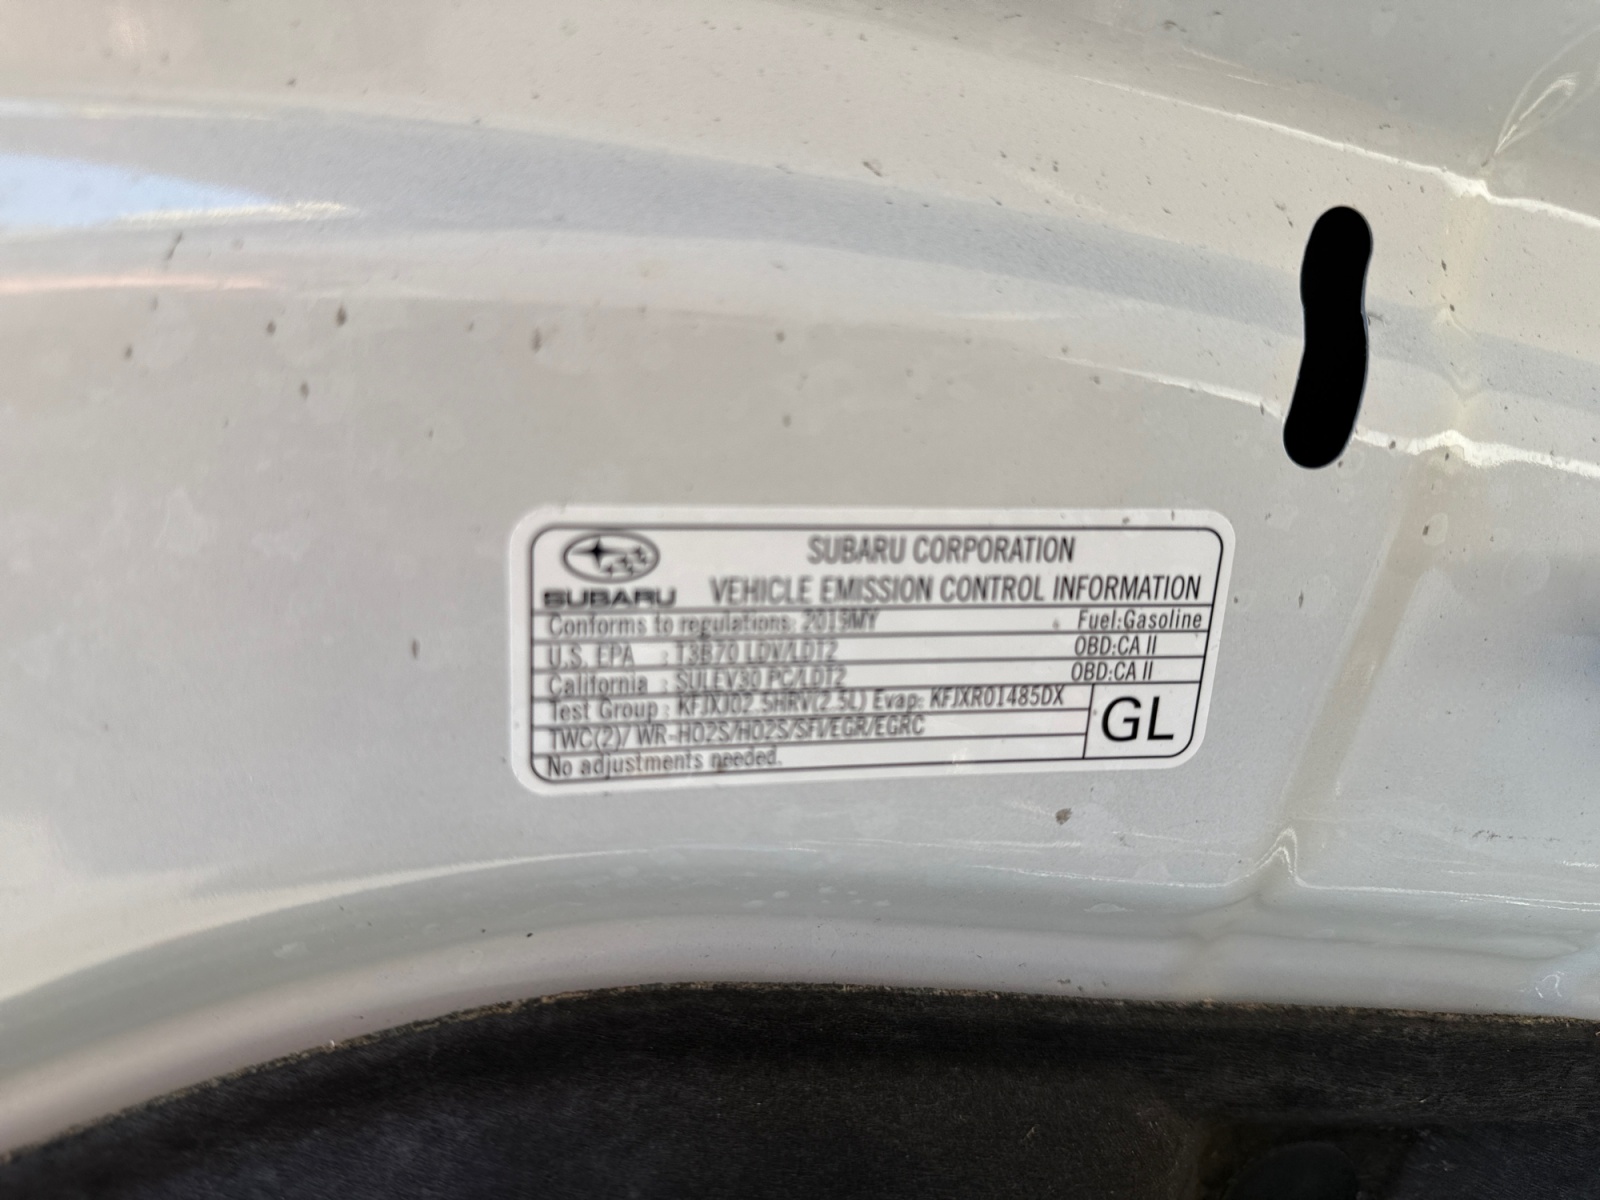 SUBARU CORPORATION
SUBARU VEHICLE EMISSION CONTROL INFORMATION
Conforms to regulations: 2019MY Fuel:Gasoline
U.S. EPA : T3B70 LDV/LDT2 OBD:CA II
California : SULEV30 PC/LDT2 OBD:CA II
Test Group : KFJXJ02.5HRV(2.5L) Evap: KFJXR01485DX
TWC(2)/ WR-HO2S/HO2S/SFI/EGR/EGRC
GL
No adjustments needed.